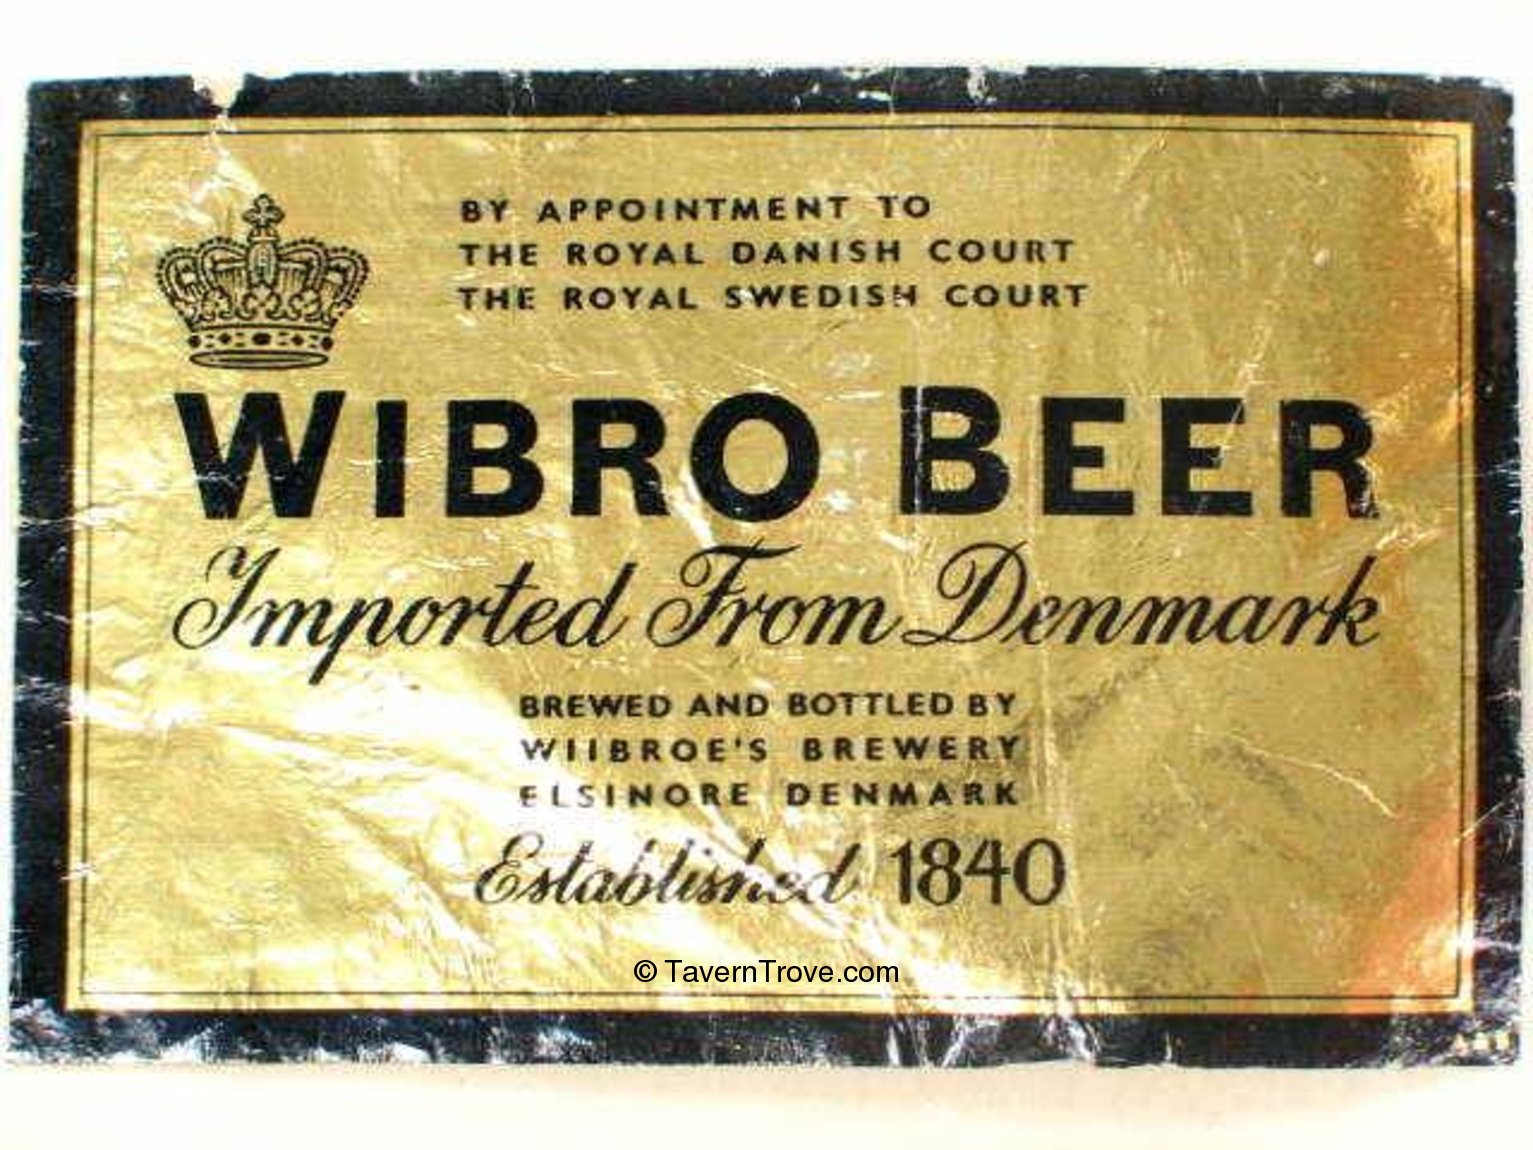 BY APPOINTMENT TO
THE ROYAL DANISH COURT
THE ROYAL SWEDISH COURT
WIBRO BEER
Imported From Denmark
BREWED AND BOTTLED BY
WIIBROE'S BREWERY
ELSINORE DENMARK
Established 1840
© TavernTrove.com